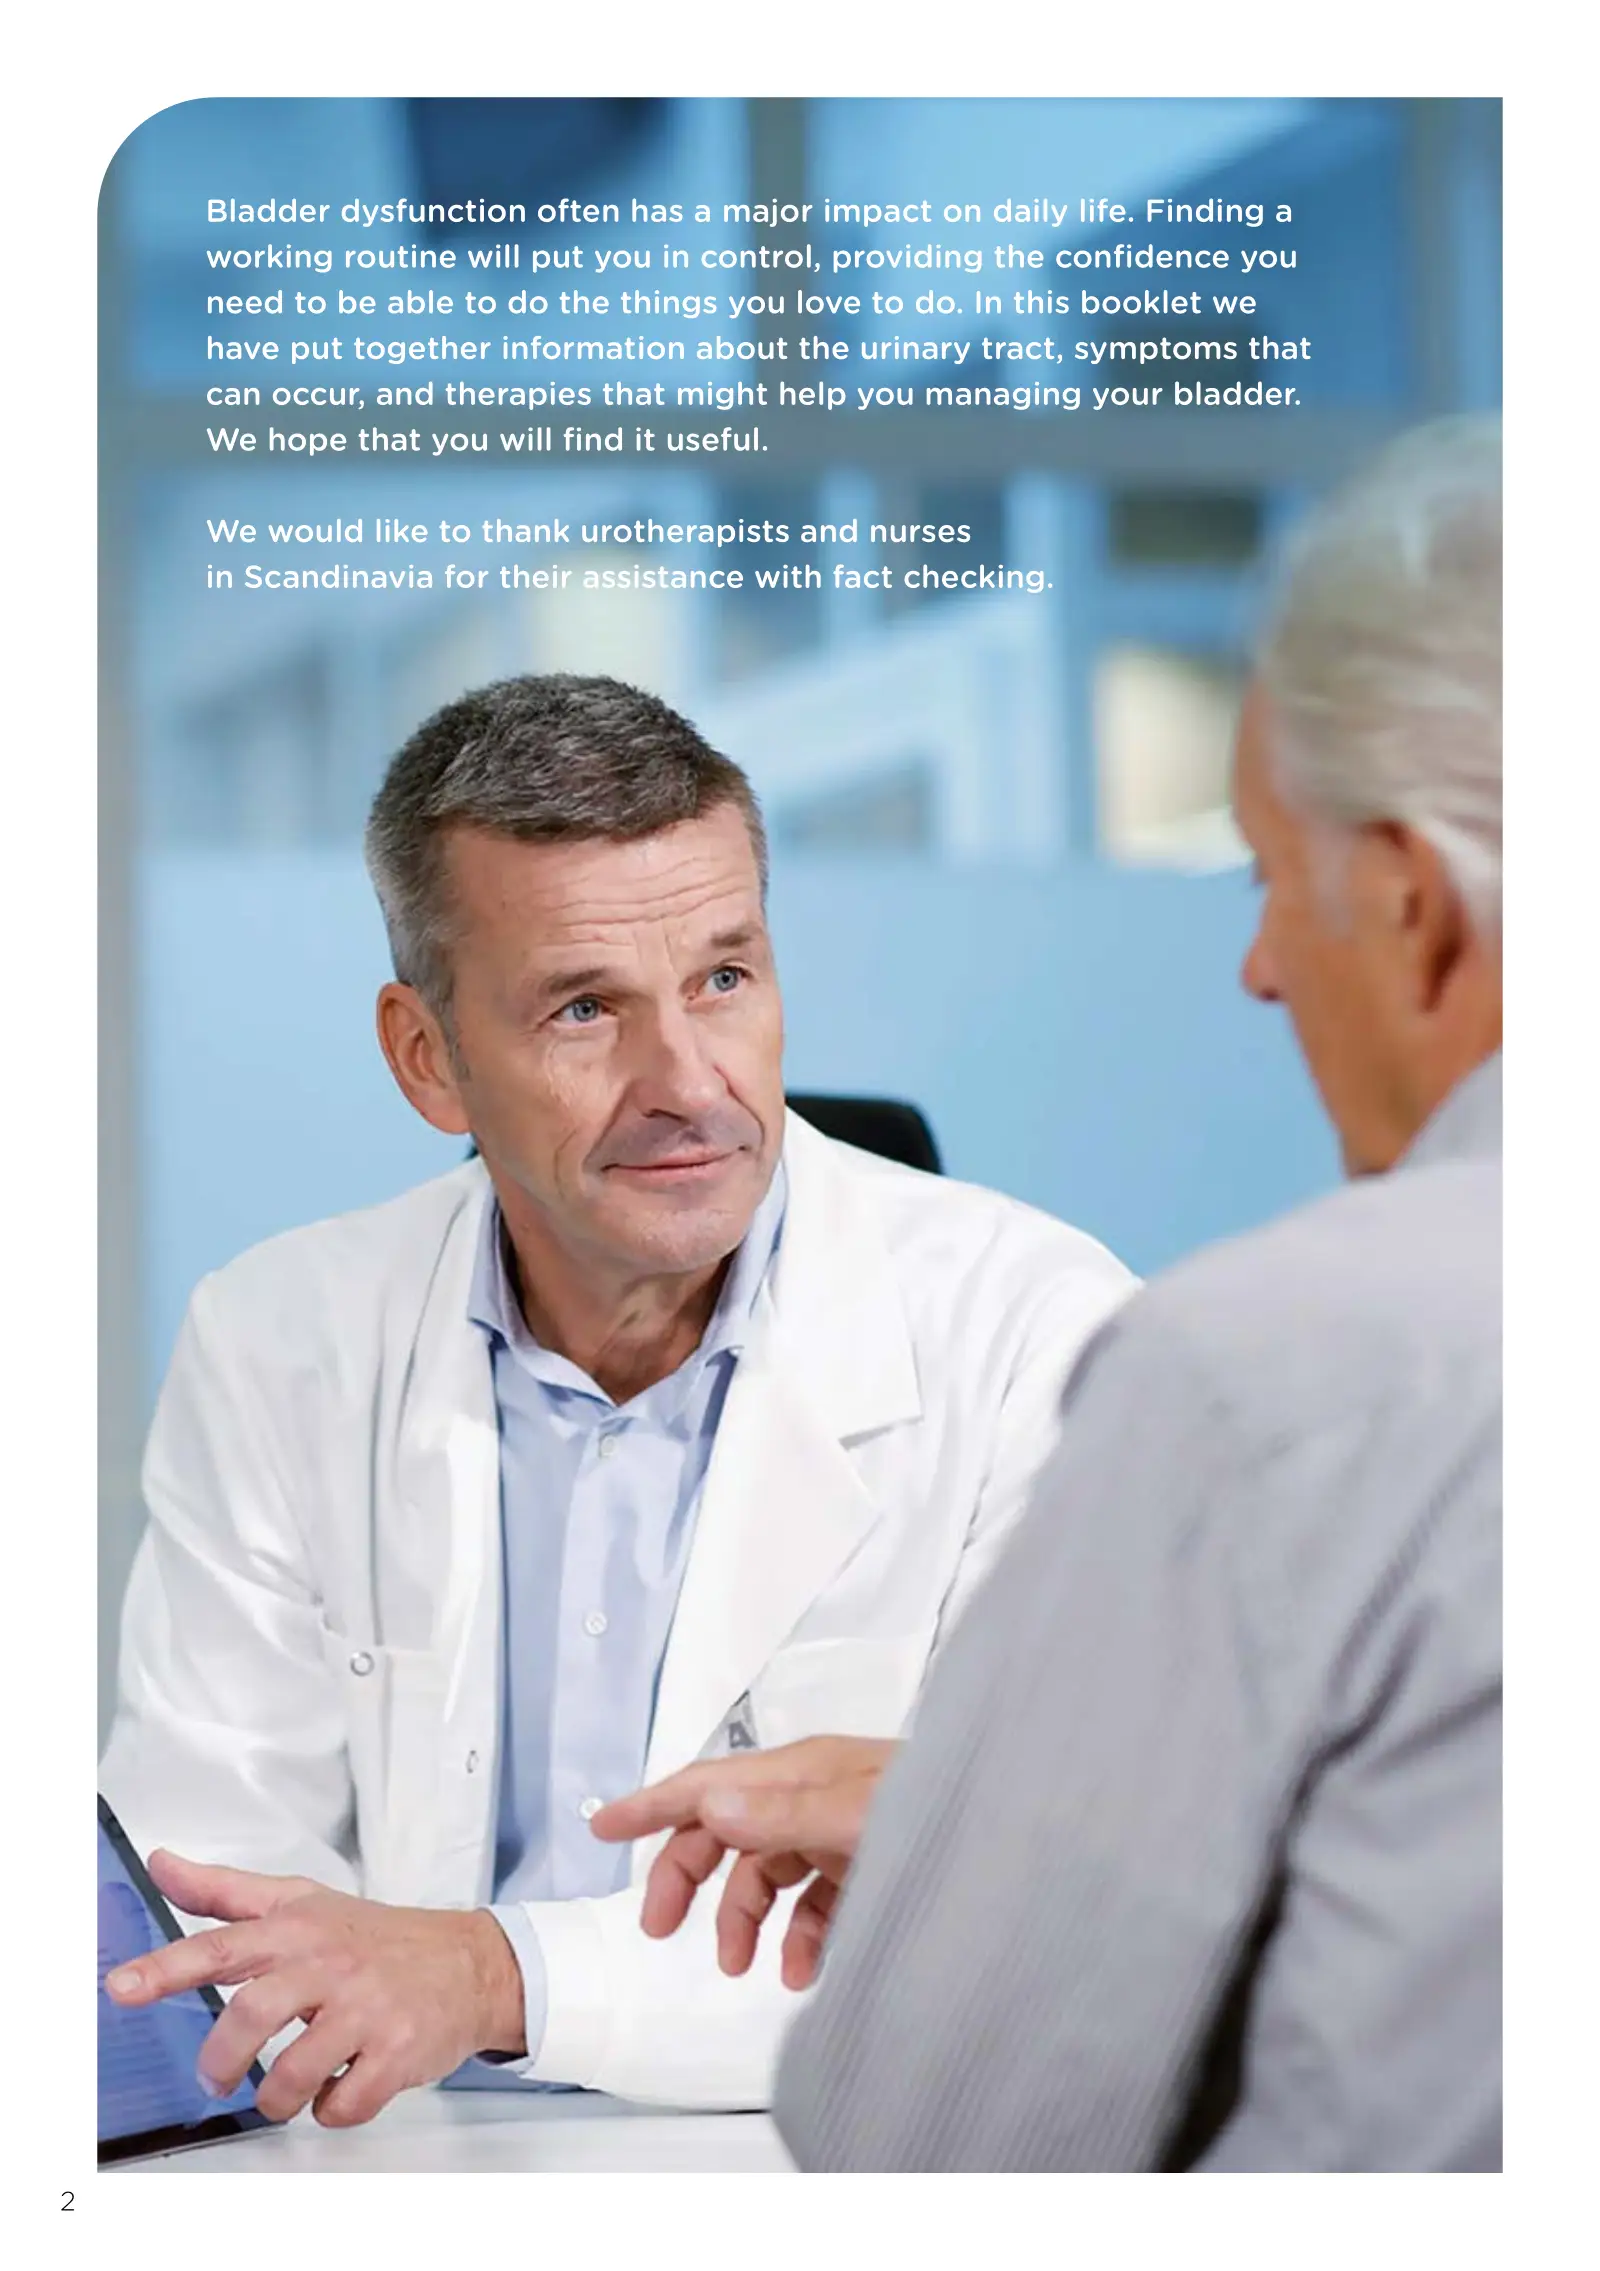 Bladder dysfunction often has a major impact on daily life. Finding a
working routine will put you in control, providing the confidence you
need to be able to do the things you love to do. In this booklet we
have put together information about the urinary tract, symptoms that
can occur, and therapies that might help you managing your bladder.
We hope that you will find it useful.
We would like to thank urotherapists and nurses
in Scandinavia for their assistance with fact checking.
2